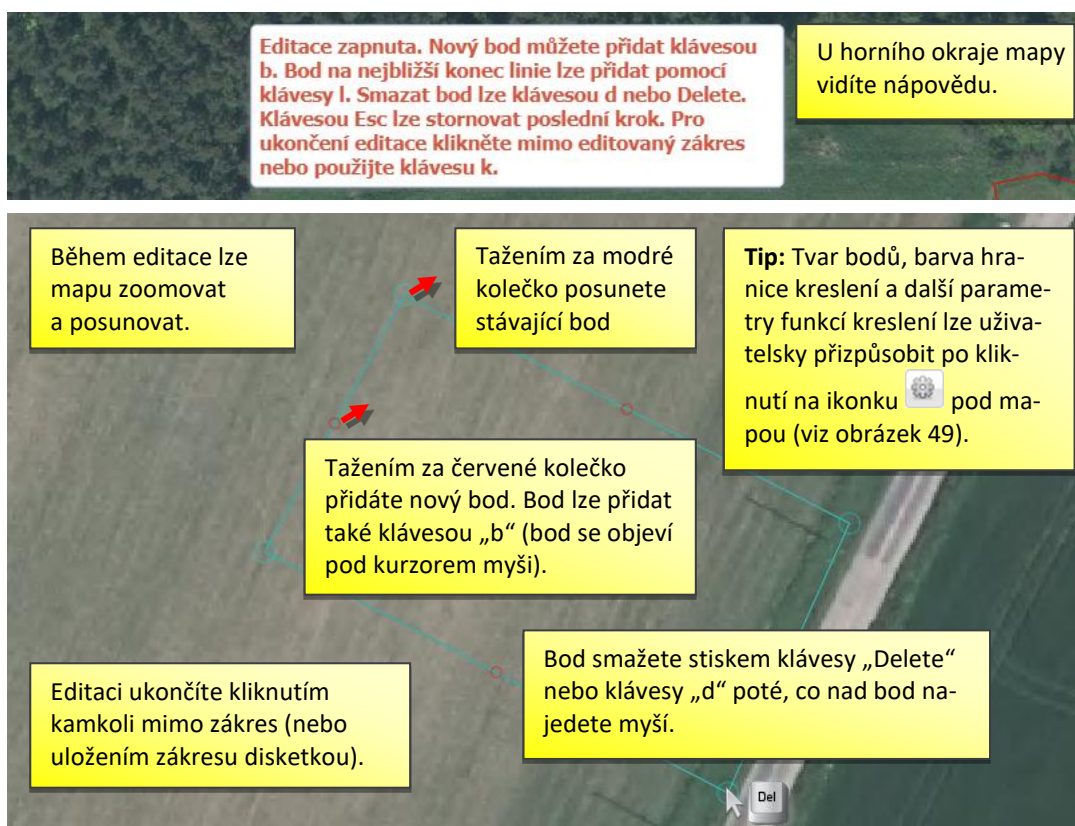 Editace zapnuta. Nový bod můžete přidat klávesou
b. Bod na nejbližší konec linie lze přidat pomocí
klávesy l. Smazat bod lze klávesou d nebo Delete.
Klávesou Esc lze stornovat poslední krok. Pro
ukončení editace klikněte mimo editovaný zákres
nebo použijte klávesu k.
U horního okraje mapy
vidíte nápovědu.
Během editace lze
mapu zoomovat
a posunovat.
Tažením za modré
kolečko posunete
stávající bod
Tip: Tvar bodů, barva hra-
nice kreslení a další parame-
try funkcí kreslení lze uživa-
telsky přizpůsobit po klik-
nutí na ikonku pod ma-
pou (viz obrázek 49).
Tažením za červené kolečko
přidáte nový bod. Bod lze přidat
také klávesou „b“ (bod se objeví
pod kurzorem myši).
Bod smažete stiskem klávesy „Delete“
nebo klávesy „d“ poté, co nad bod na-
jedete myší.
Editaci ukončíte kliknutím
kamkoli mimo zákres (nebo
uložením zákresu disketkou).
Del